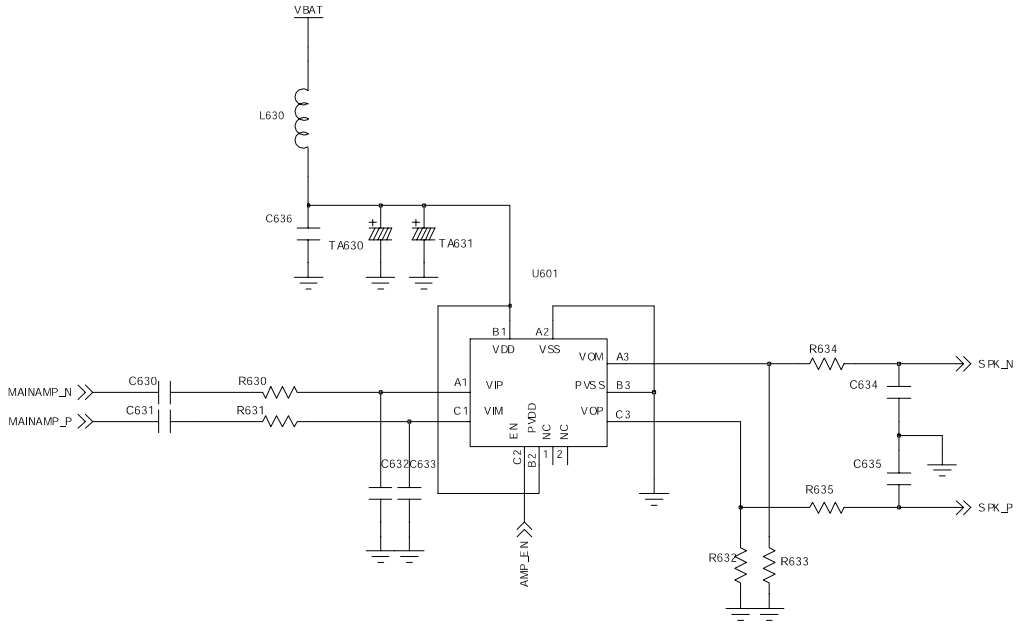 VBAT
L630
C636
TA630
TA631
U601
B1
A2
VDD
VSS
VOM
A3
R634
SPK_N
MAINAMP_N
C630
R630
A1
VIP
PVSS
B3
C634
MAINAMP_P
C631
R631
C1
VIM
VOP
C3
EN
PVDD
NC
NC
C2
B2
1
2
C632
C633
C635
R635
SPK_P
AMP_EN
R632
R633